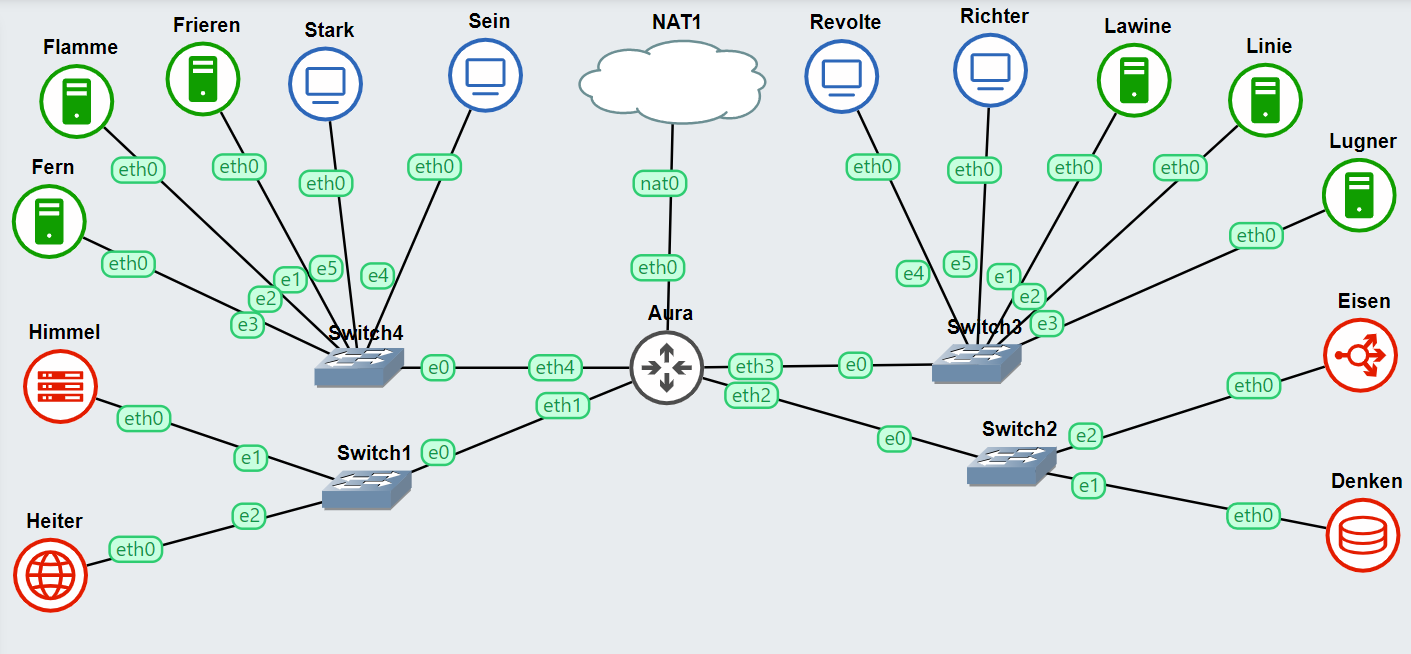 Flamme
Frieren
Stark
Sein
NAT1
Revolte
Richter
Lawine
Linie
Lugner
Fern
eth0
eth0
eth0
eth0
nat0
eth0
eth0
eth0
eth0
eth0
eth0
e3
e2
e1
e5
e4
eth0
e4
e5
e1
e2
e3
Himmel
Switch4
Aura
Switch3
Eisen
e0
eth4
eth3
e0
eth1
eth2
eth0
eth0
e1
Switch1
e0
e0
Switch2
e2
Heiter
e2
e1
Denken
eth0
eth0